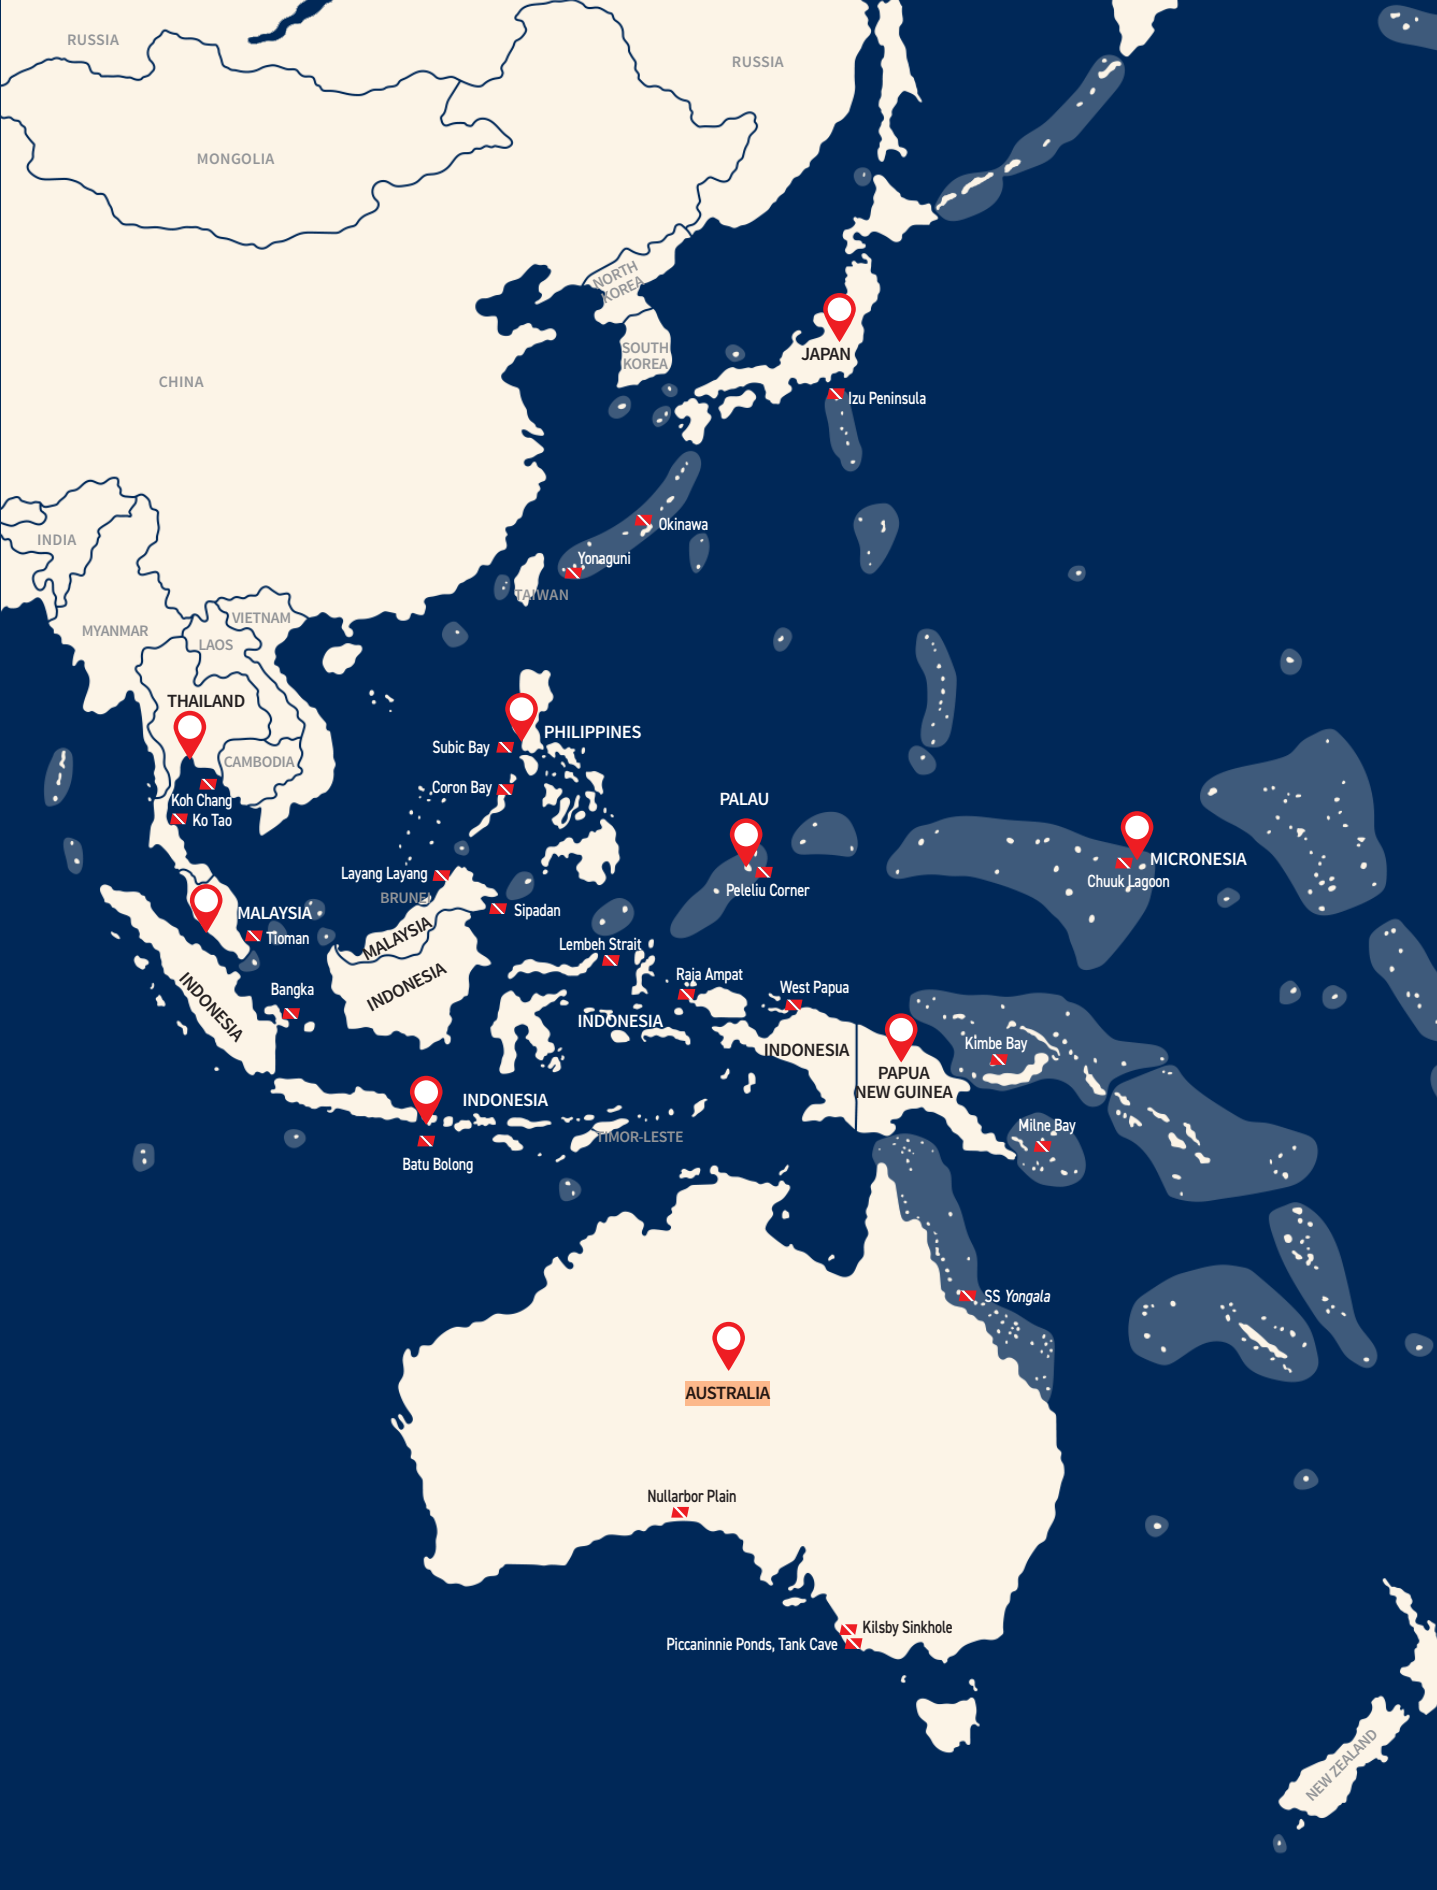 RUSSIA
RUSSIA
MONGOLIA
NORTH
KOREA
SOUTH
KOREA
JAPAN
CHINA
Izu Peninsula
Okinawa
INDIA
Yonaguni
TAIWAN
VIETNAM
MYANMAR
LAOS
THAILAND
PHILIPPINES
Subic Bay
CAMBODIA
Coron Bay
Koh Chang
Ko Tao
PALAU
MICRONESIA
Layang Layang
Chuuk Lagoon
Peleliu Corner
BRUNEI
MALAYSIA
Sipadan
Tioman
MALAYSIA
Lembeh Strait
Raja Ampat
INDONESIA
INDONESIA
Bangka
West Papua
INDONESIA
INDONESIA
Kimbe Bay
PAPUA
NEW GUINEA
INDONESIA
Milne Bay
TIMOR-LESTE
Batu Bolong
SS Yongala
AUSTRALIA
Nullarbor Plain
Kilsby Sinkhole
Piccaninnie Ponds, Tank Cave
NEW ZEALAND